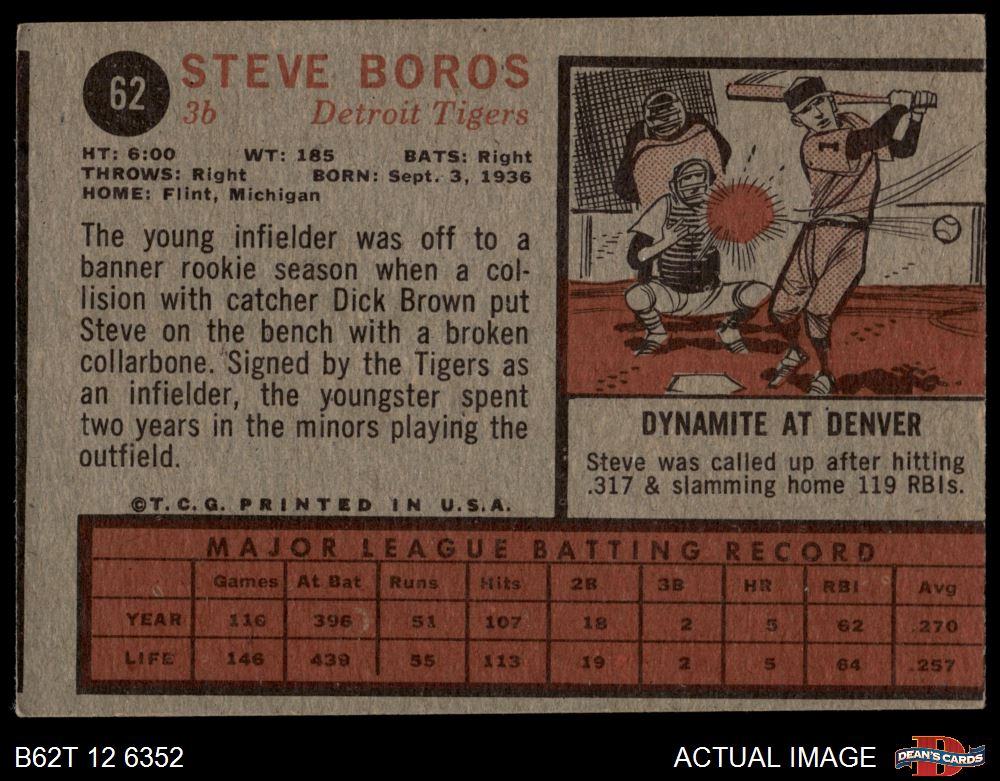 62
STEVE BOROS
3b Detroit Tigers
HT: 6:00 WT: 185 BATS: Right
THROWS: Right BORN: Sept. 3, 1936
HOME: Flint, Michigan
The young infielder was off to a
banner rookie season when a col-
lision with catcher Dick Brown put
Steve on the bench with a broken
collarbone. Signed by the Tigers as
an infielder, the youngster spent
two years in the minors playing the
outfield.
©T.C.G. PRINTED IN U.S.A.
1
DYNAMITE AT DENVER
Steve was called up after hitting
.317 & slamming home 119 RBIs.
MAJOR LEAGUE BATTING RECORD
Games At Bat Runs Hits 2B 3B HR RBI Avg
YEAR 116 396 51 107 18 2 5 62 .270
LIFE 146 439 55 113 19 2 5 64 .257
B62T 12 6352
ACTUAL IMAGE
D
DEAN'S CARDS